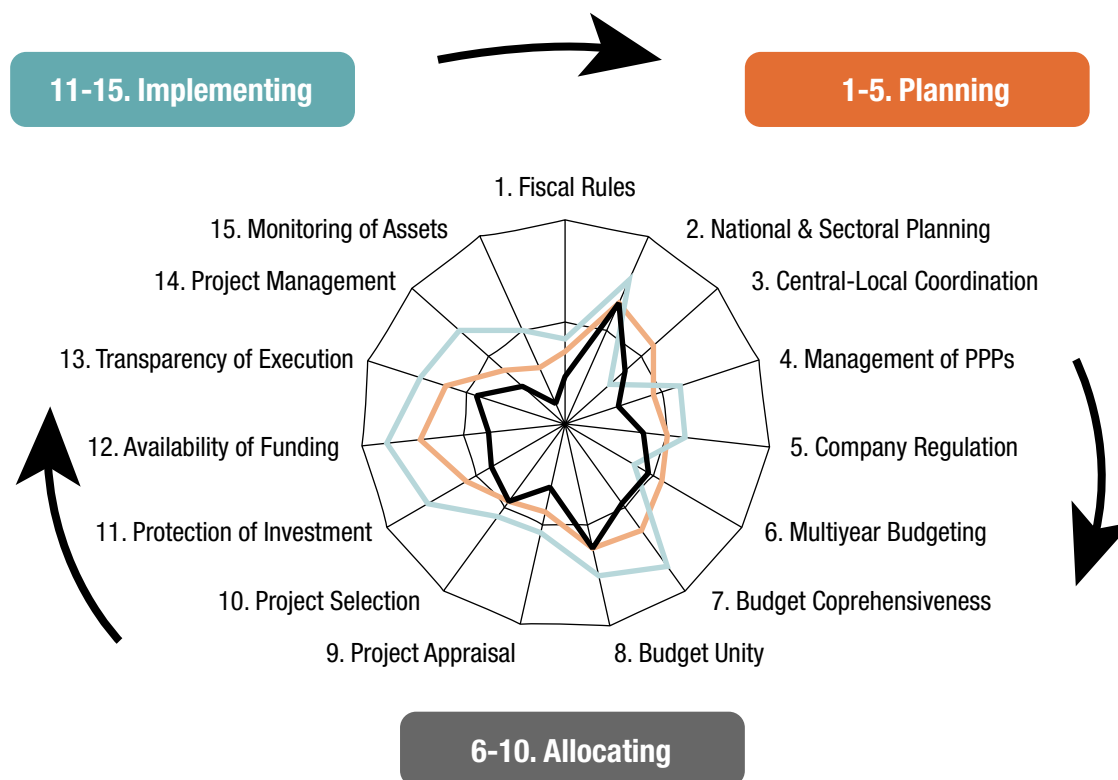 11-15. Implementing
1-5. Planning
1. Fiscal Rules
2. National & Sectoral Planning
3. Central-Local Coordination
4. Management of PPPs
5. Company Regulation
6. Multiyear Budgeting
7. Budget Coprehensiveness
8. Budget Unity
9. Project Appraisal
10. Project Selection
11. Protection of Investment
12. Availability of Funding
13. Transparency of Execution
14. Project Management
15. Monitoring of Assets
6-10. Allocating